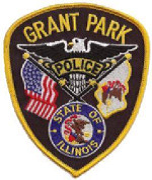 GRANT PARK
POLICE
STATE OF
ILLINOIS